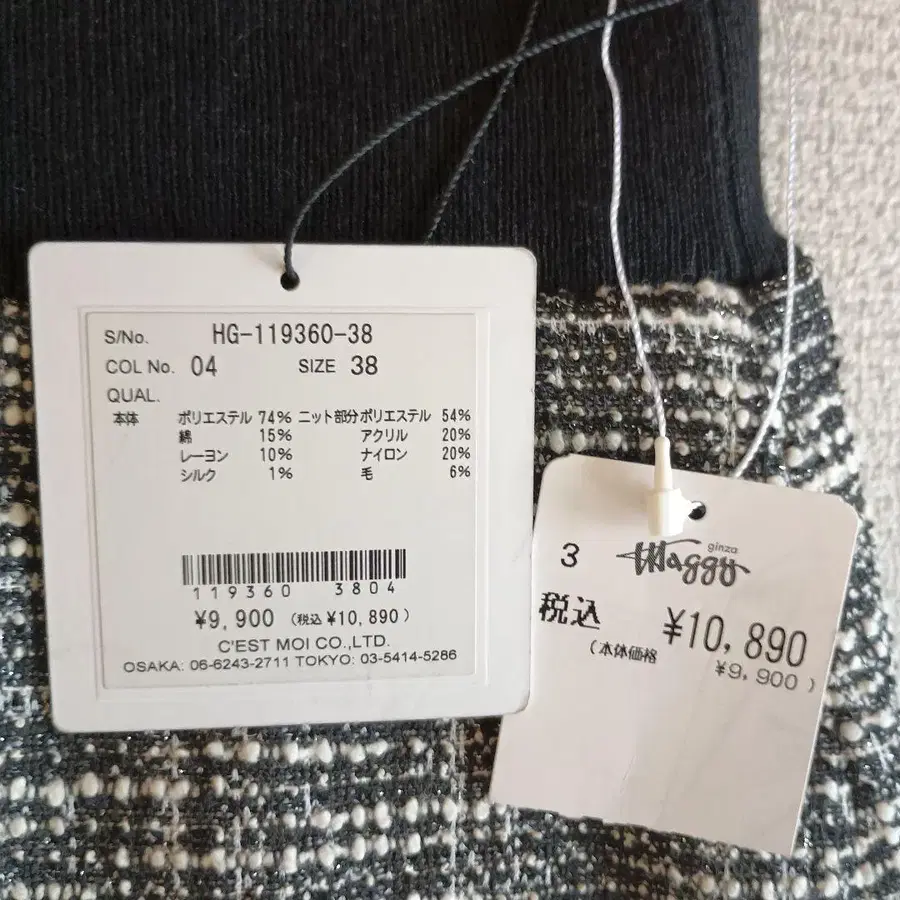 S/No. HG-119360-38
COL No. 04 SIZE 38
QUAL.
本体 ポリエステル 74% ニット部分 ポリエステル 54%
綿 15% アクリル 20%
レーヨン 10% ナイロン 20%
シルク 1% 毛 6%
119360 3804
¥9,900 (税込 ¥10,890)
C'EST MOI CO.,LTD.
OSAKA: 06-6243-2711 TOKYO: 03-5414-5286
ginza
3 Maggy
税込 ¥10,890
(本体価格 ¥9,900)